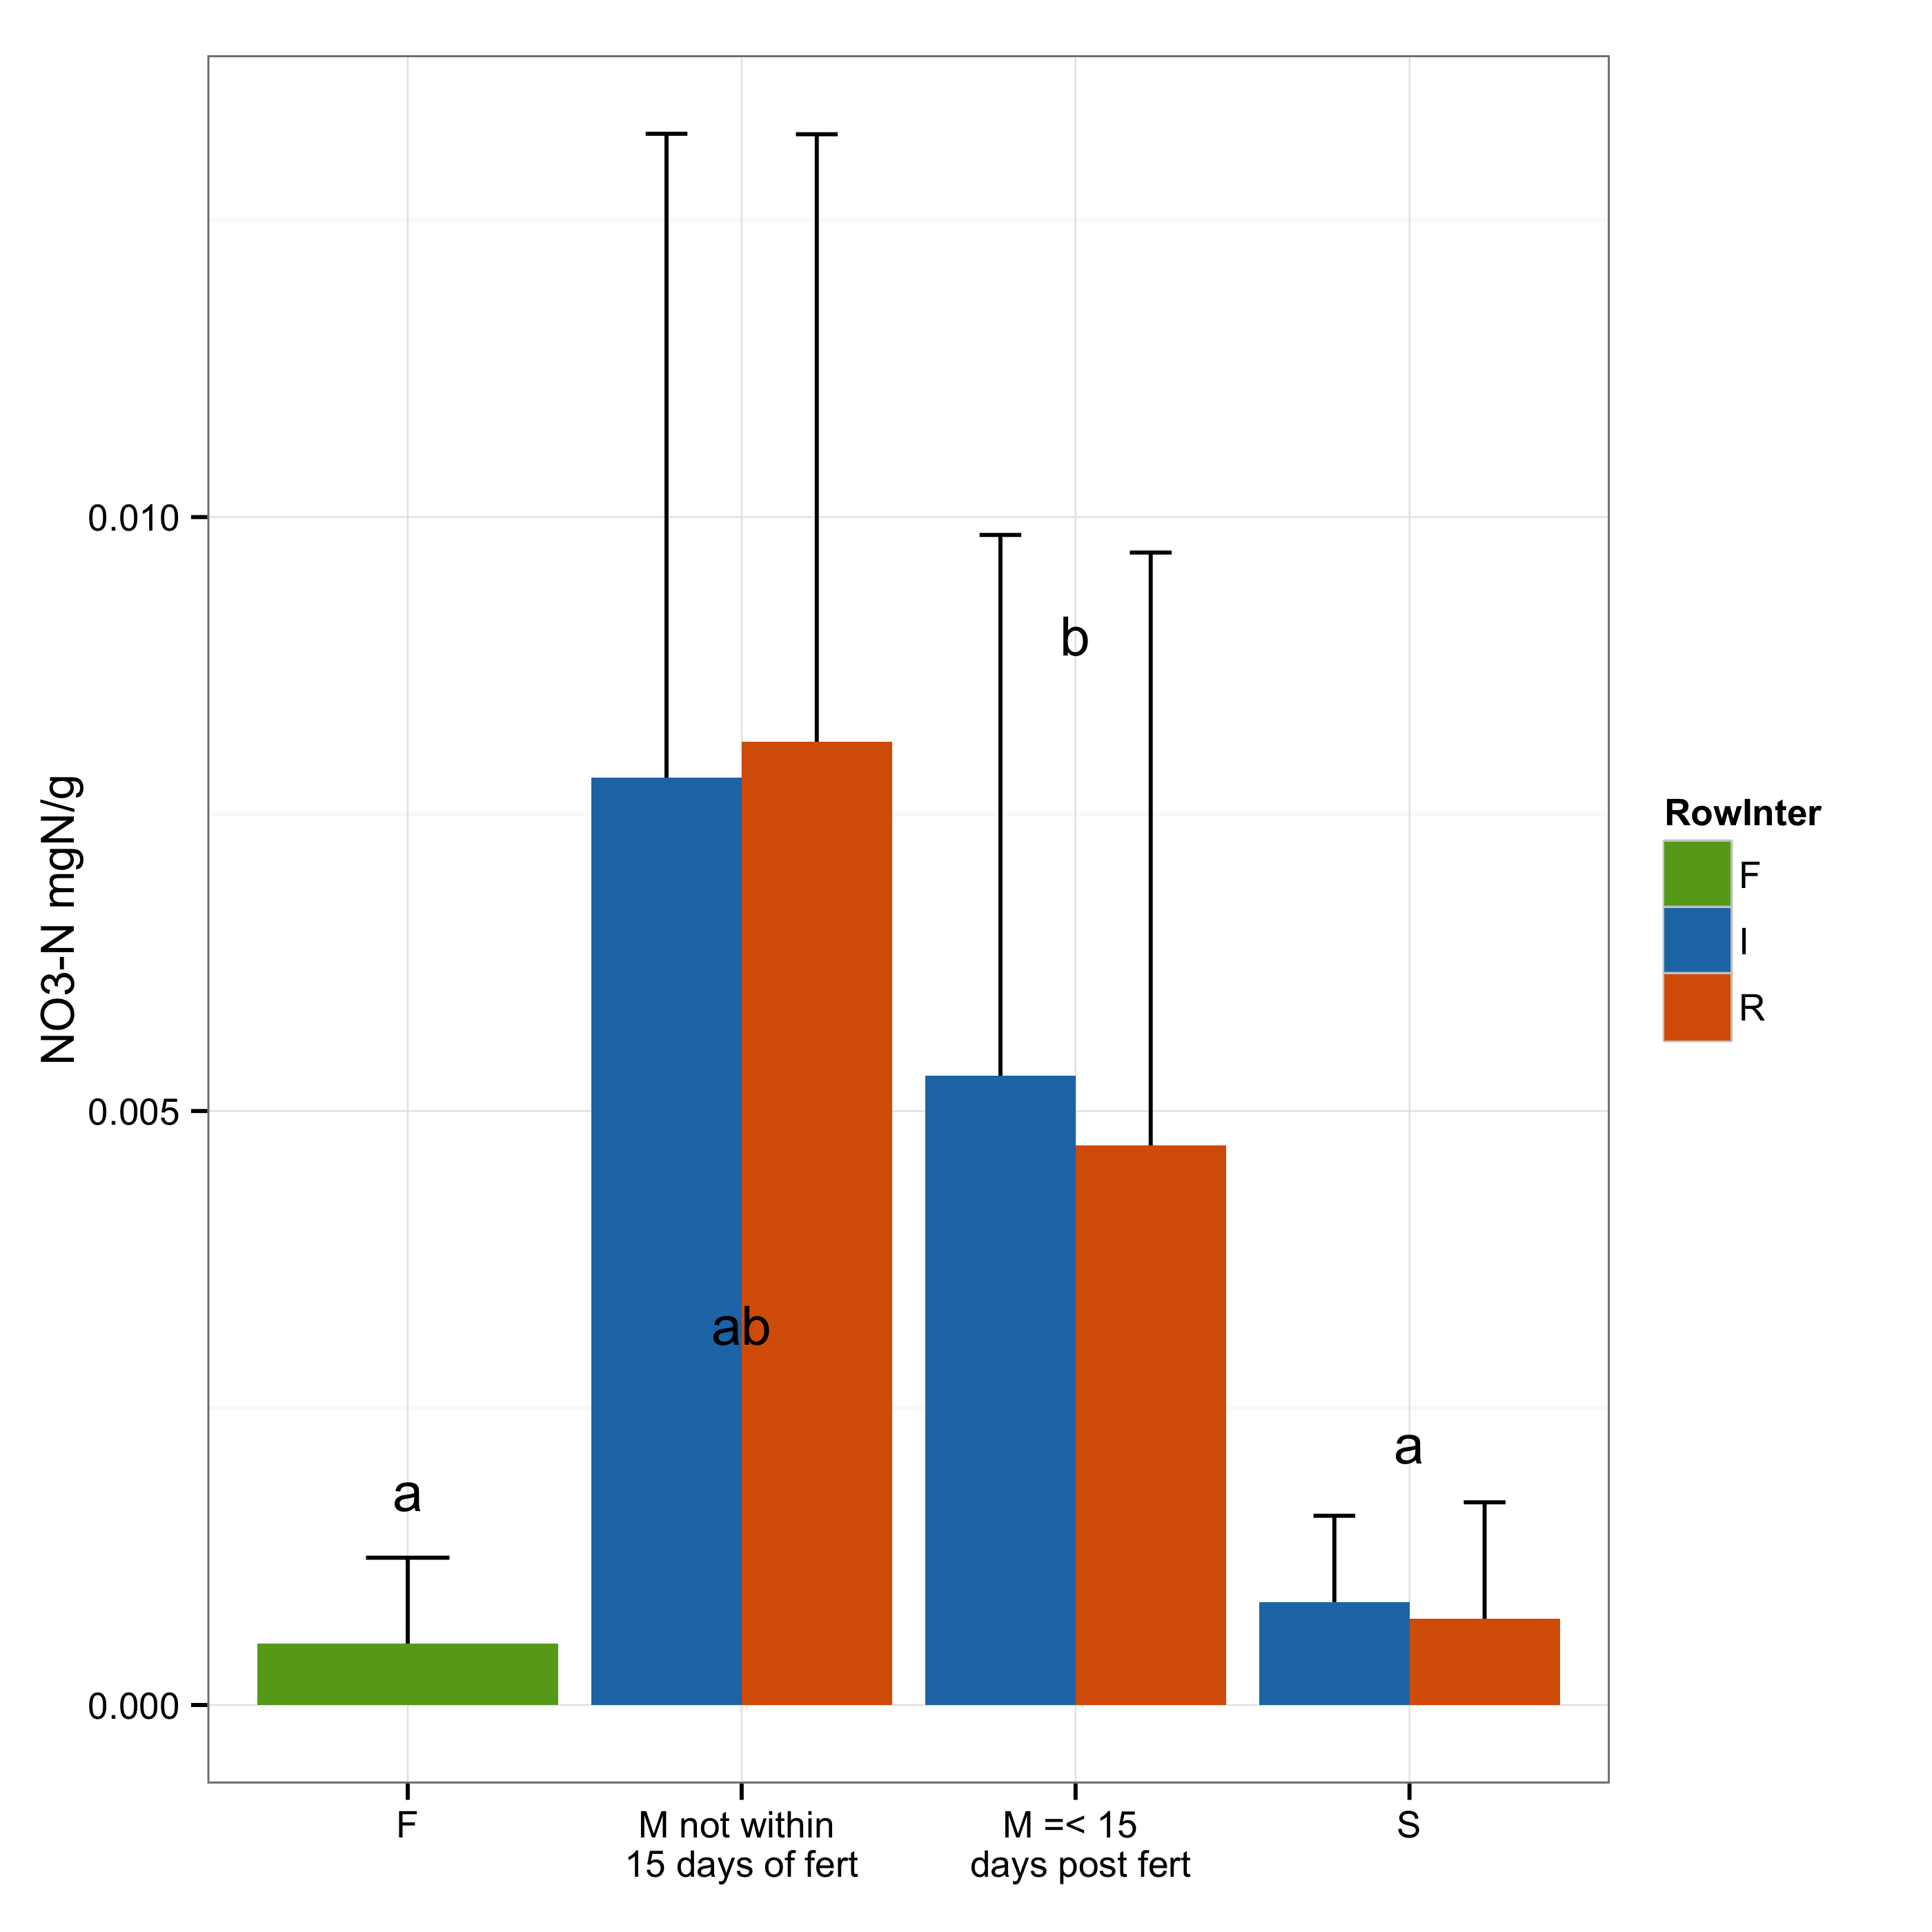 NO3-N mgN/g
0.010
0.005
0.000
b
ab
a
a
F
M not within
15 days of fert
M =< 15
days post fert
S
RowInter
F
I
R